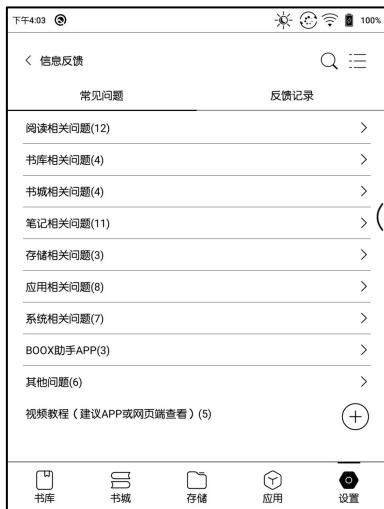 下午4:03 100%
信息反馈
常见问题 反馈记录
阅读相关问题(12)
书库相关问题(4)
书城相关问题(4)
笔记相关问题(11)
存储相关问题(3)
应用相关问题(8)
系统相关问题(7)
BOOX助手APP(3)
其他问题(6)
视频教程（建议APP或网页端查看）(5)
书库 书城 存储 应用 设置